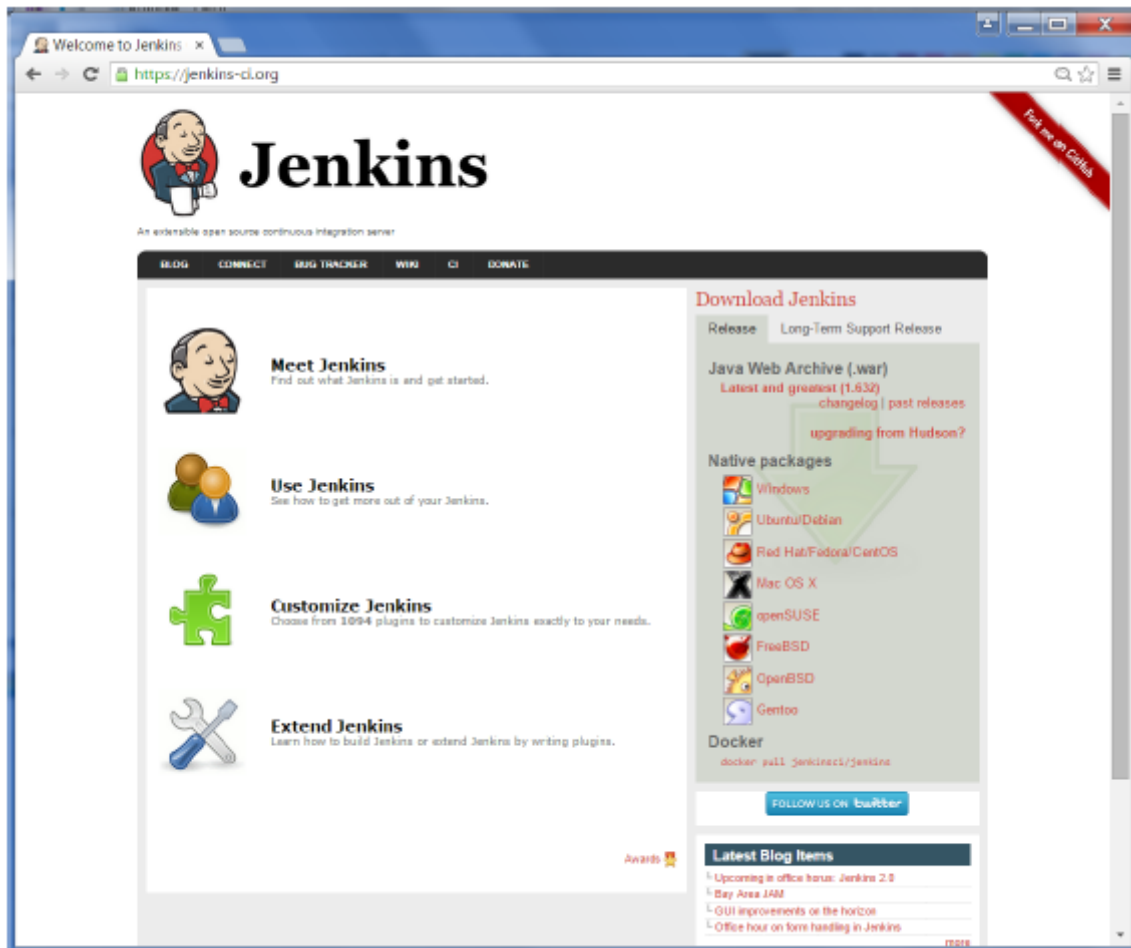 Welcome to Jenkins
https://jenkins-ci.org
Fork me on GitHub
Jenkins
An extensible open source continuous integration server
BLOG CONNECT BUG TRACKER WIKI CI DONATE
Meet Jenkins
Find out what Jenkins is and get started.
Use Jenkins
See how to get more out of your Jenkins.
Customize Jenkins
Choose from 1094 plugins to customize Jenkins exactly to your needs.
Extend Jenkins
Learn how to build Jenkins or extend Jenkins by writing plugins.
Awards
Download Jenkins
Release Long-Term Support Release
Java Web Archive (.war)
Latest and greatest (1.632)
changelog | past releases
upgrading from Hudson?
Native packages
Windows
Ubuntu/Debian
Red Hat/Fedora/CentOS
Mac OS X
openSUSE
FreeBSD
OpenBSD
Gentoo
Docker
docker pull jenkinsci/jenkins
FOLLOW US ON twitter
Latest Blog Items
Upcoming in office horus: Jenkins 2.0
Bay Area JAM
GUI improvements on the horizon
Office hour on form handling in Jenkins
more